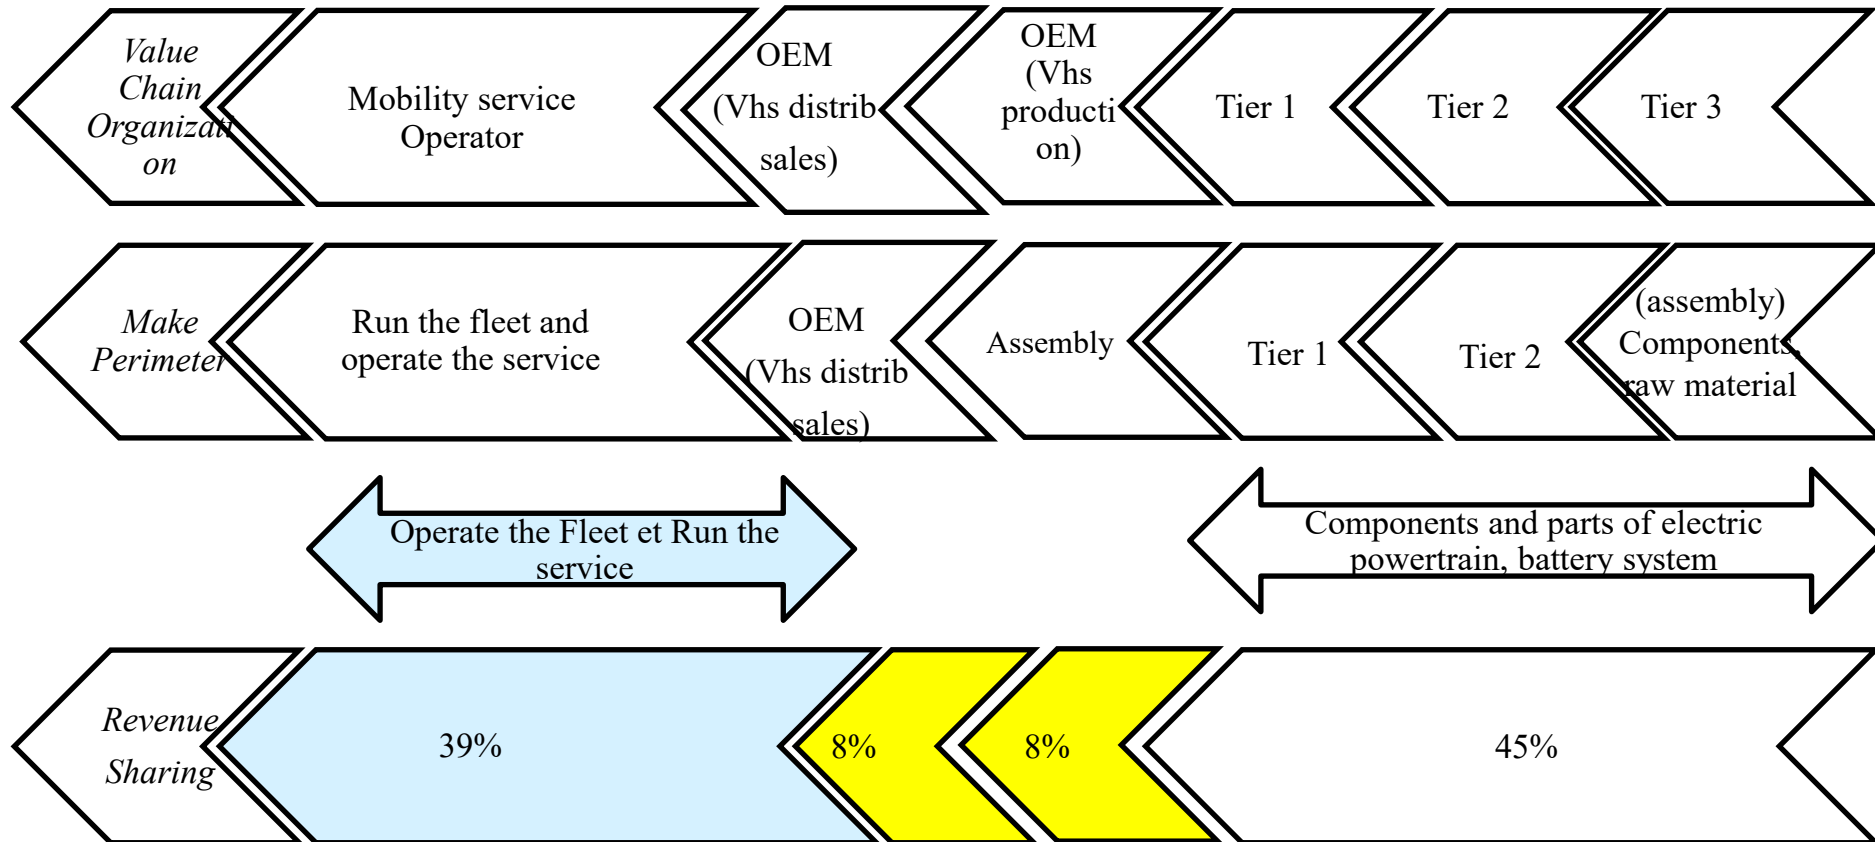 Value
Chain
Organizati
on
Mobility service
Operator
OEM
(Vhs distrib
sales)
OEM
(Vhs
producti
on)
Tier 1
Tier 2
Tier 3
Make
Perimeter
Run the fleet and
operate the service
OEM
(Vhs distrib
sales)
Assembly
Tier 1
Tier 2
(assembly)
Components,
raw material
Operate the Fleet et Run the
service
Components and parts of electric
powertrain, battery system
Revenue
Sharing
39%
8%
8%
45%